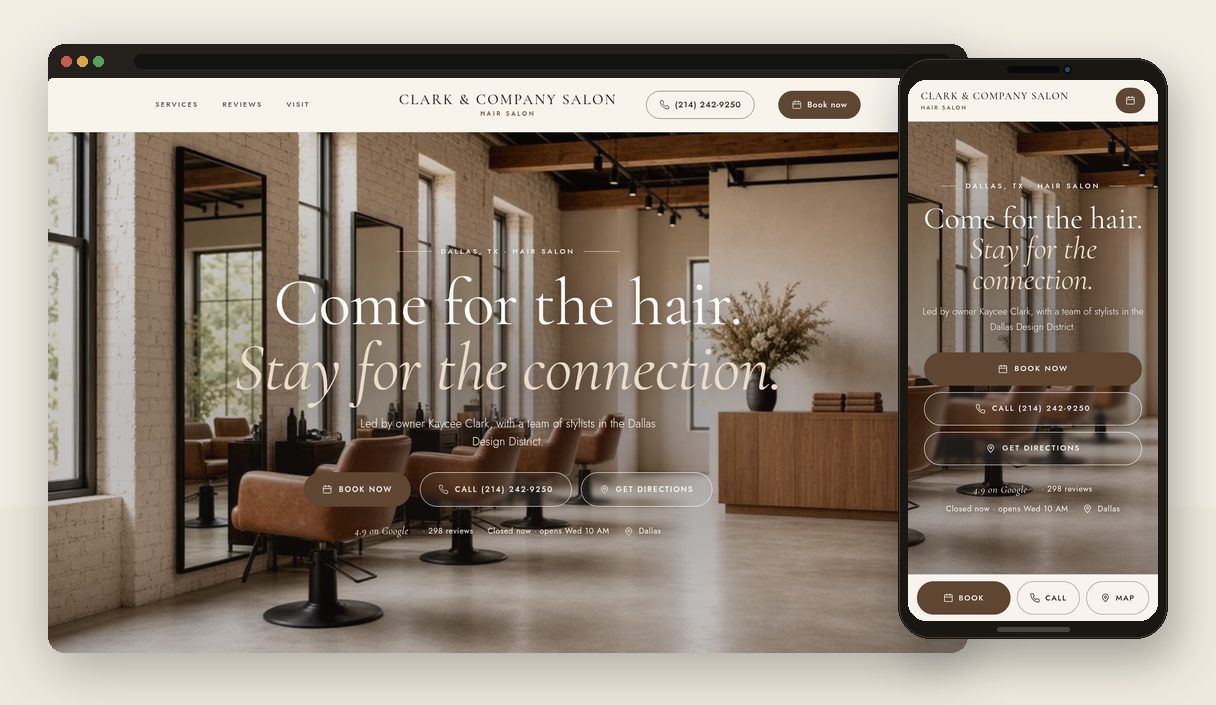 SERVICES
REVIEWS
VISIT
CLARK & COMPANY SALON
HAIR SALON
(214) 242-9250
Book now
DALLAS, TX · HAIR SALON
Come for the hair.
Stay for the connection.
Led by owner Kaycee Clark, with a team of stylists in the Dallas
Design District.
BOOK NOW
CALL (214) 242-9250
GET DIRECTIONS
4.9 on Google · 298 reviews Closed now · opens Wed 10 AM Dallas
CLARK & COMPANY SALON
HAIR SALON
DALLAS, TX · HAIR SALON
Come for the hair.
Stay for the
connection.
Led by owner Kaycee Clark, with a team of stylists in the
Dallas Design District.
BOOK NOW
CALL (214) 242-9250
GET DIRECTIONS
4.9 on Google · 298 reviews
Closed now · opens Wed 10 AM Dallas
BOOK
CALL
MAP